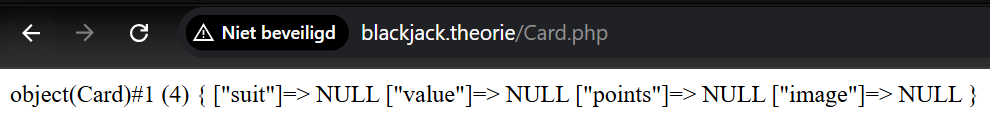 Niet beveiligd blackjack.theorie/Card.php
object(Card)#1 (4) { ["suit"]=> NULL ["value"]=> NULL ["points"]=> NULL ["image"]=> NULL }